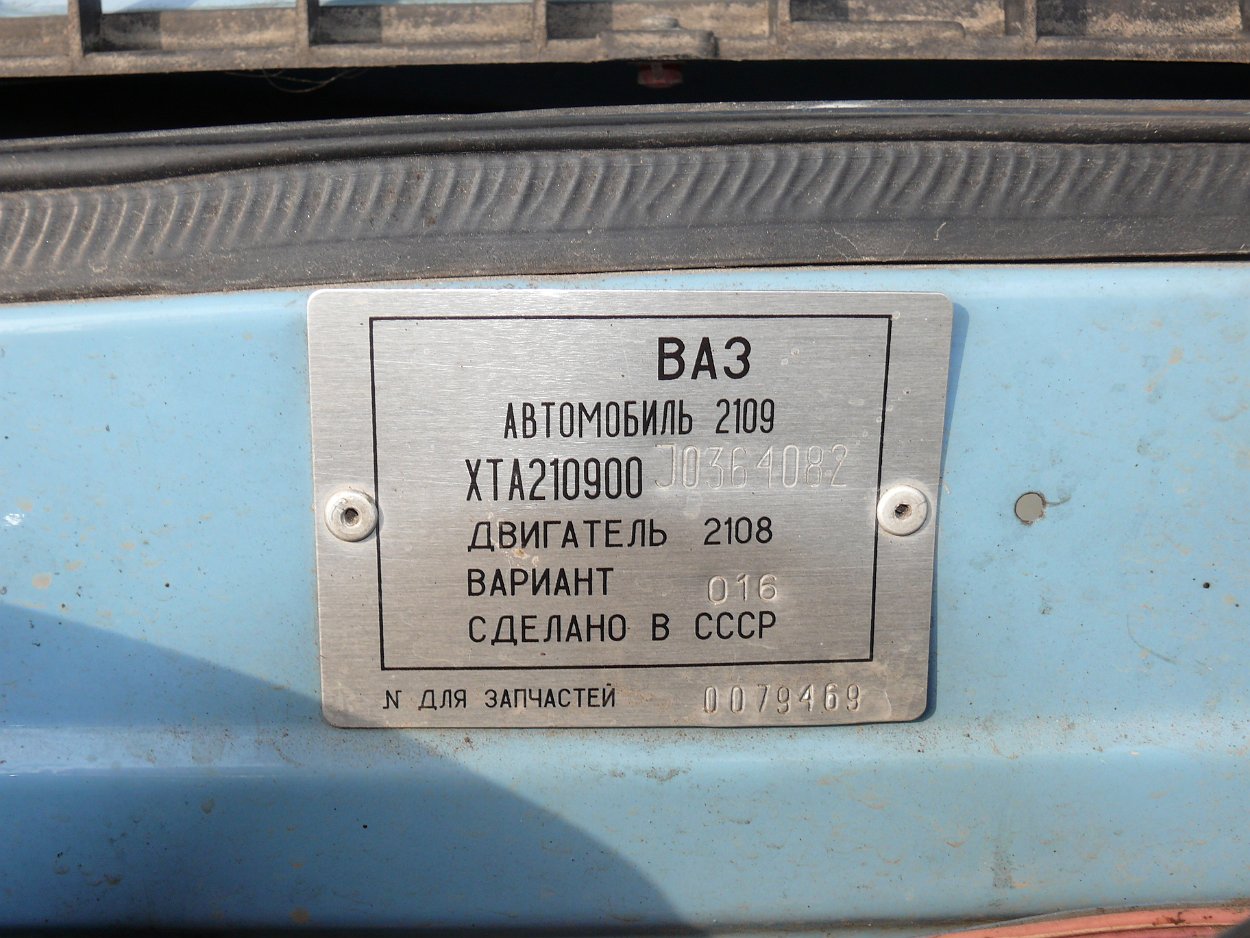 ВАЗ
АВТОМОБИЛЬ 2109
XTA210900 J0364082
ДВИГАТЕЛЬ 2108
ВАРИАНТ 016
СДЕЛАНО В СССР
N ДЛЯ ЗАПЧАСТЕЙ 0079469